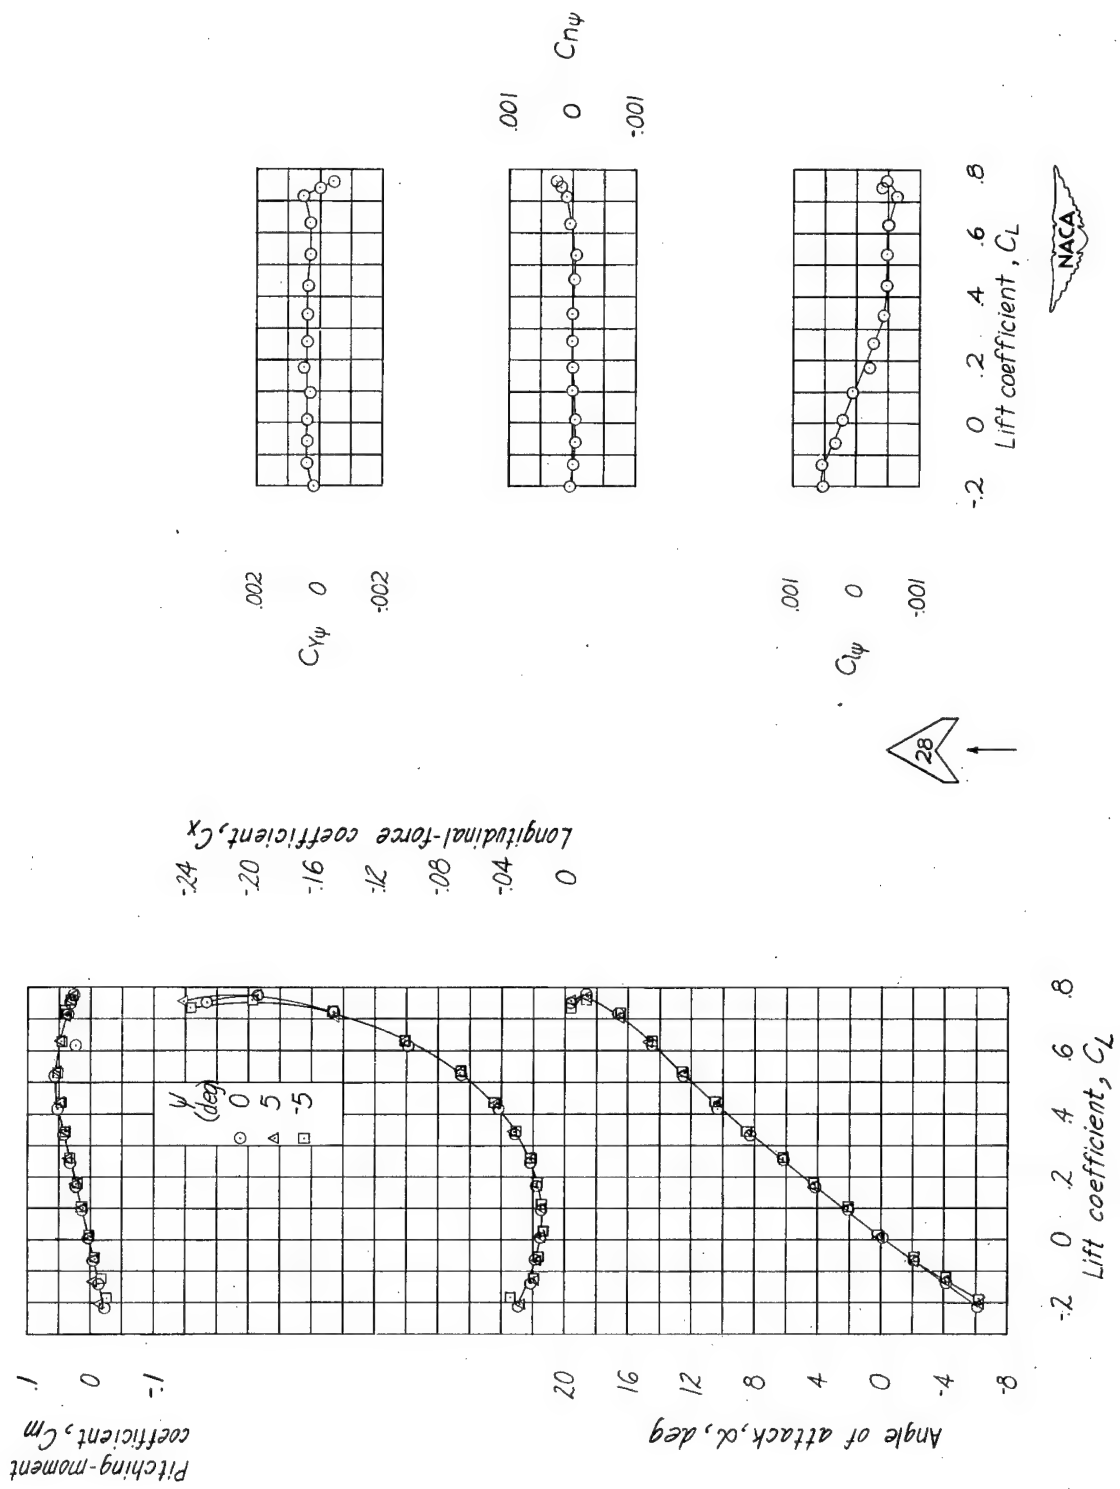 Pitching-moment
coefficient, Cm
.1
0
-.1
Longitudinal-force coefficient, Cx
-.24
-.20
-.16
-.12
-.08
-.04
0
ψ
(deg)
0
5
-5
Angle of attack, α, deg
20
16
12
8
4
0
-4
-8
-.2 0 .2 .4 .6 .8
Lift coefficient, CL
28
CYψ
.002
0
-.002
.001
0
-.001
Cnψ
Clψ
.001
0
-.001
-.2 0 .2 .4 .6 .8
Lift coefficient, CL
NACA